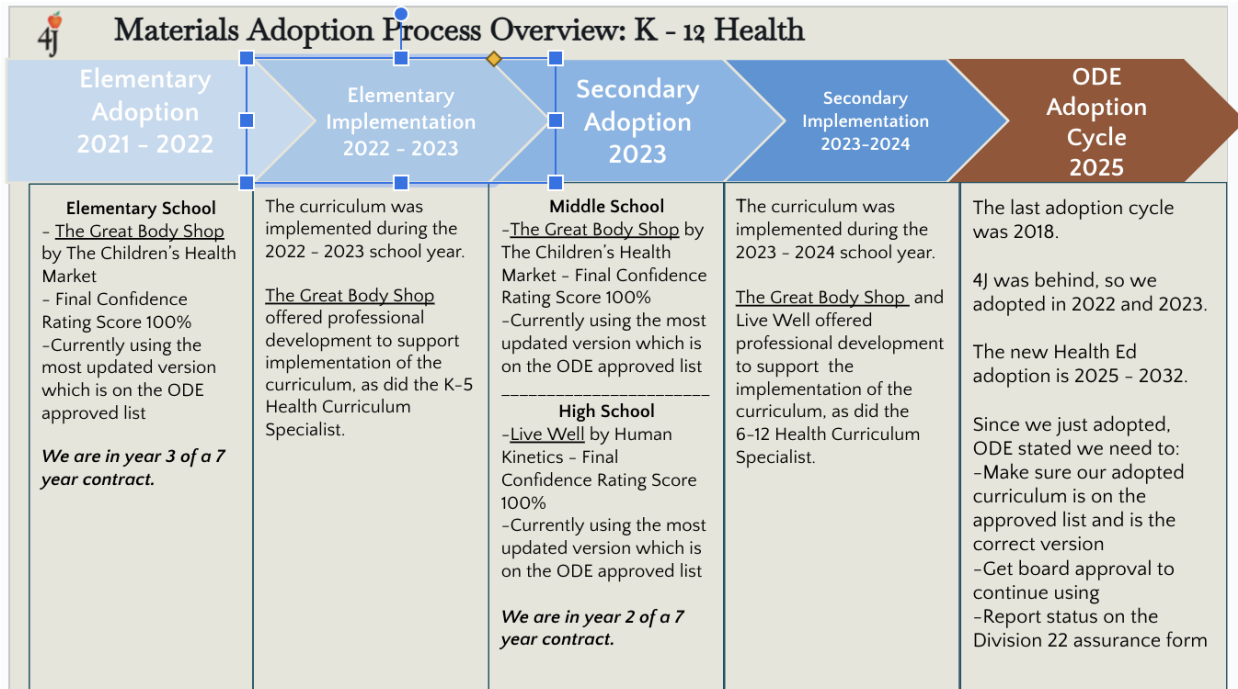 4J
Materials Adoption Process Overview: K - 12 Health
Elementary
Adoption
2021 - 2022
Elementary
Implementation
2022 - 2023
Secondary
Adoption
2023
Secondary
Implementation
2023-2024
ODE
Adoption
Cycle
2025
Elementary School
- The Great Body Shop
by The Children's Health
Market
- Final Confidence
Rating Score 100%
-Currently using the
most updated version
which is on the ODE
approved list
We are in year 3 of a 7
year contract.
The curriculum was
implemented during the
2022 - 2023 school year.
The Great Body Shop
offered professional
development to support
implementation of the
curriculum, as did the K-5
Health Curriculum
Specialist.
Middle School
-The Great Body Shop by
The Children's Health
Market - Final Confidence
Rating Score 100%
-Currently using the most
updated version which is
on the ODE approved list
_______________________
High School
-Live Well by Human
Kinetics - Final
Confidence Rating Score
100%
-Currently using the most
updated version which is
on the ODE approved list
We are in year 2 of a 7
year contract.
The curriculum was
implemented during the
2023 - 2024 school year.
The Great Body Shop and
Live Well offered
professional development
to support the
implementation of the
curriculum, as did the
6-12 Health Curriculum
Specialist.
The last adoption cycle
was 2018.
4J was behind, so we
adopted in 2022 and 2023.
The new Health Ed
adoption is 2025 - 2032.
Since we just adopted,
ODE stated we need to:
-Make sure our adopted
curriculum is on the
approved list and is the
correct version
-Get board approval to
continue using
-Report status on the
Division 22 assurance form